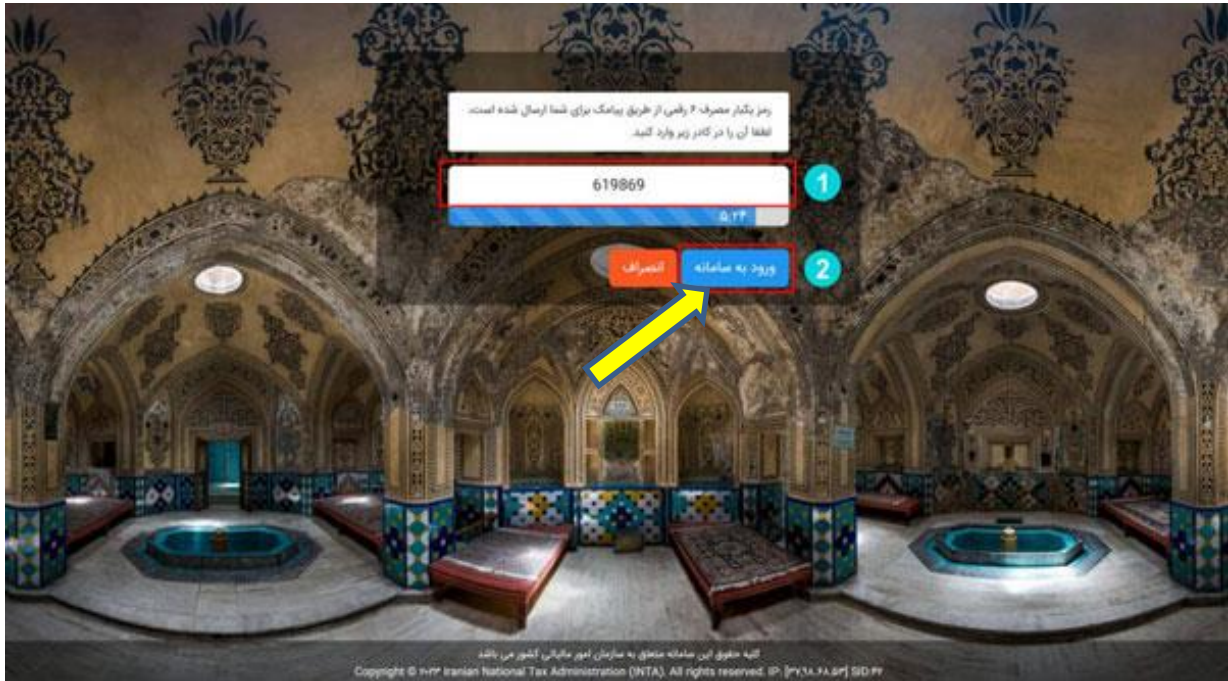 رمز یکبار مصرف ۶ رقمی از طریق پیامک برای شما ارسال شده است،
لطفا آن را در کادر زیر وارد کنید.
619869
1
۵:۲۴
ورود به سامانه
انصراف
2
کلیه حقوق این سامانه متعلق به سازمان امور مالیاتی کشور می باشد
Copyright © ۲۰۲۳ Iranian National Tax Administration (INTA). All rights reserved. IP: